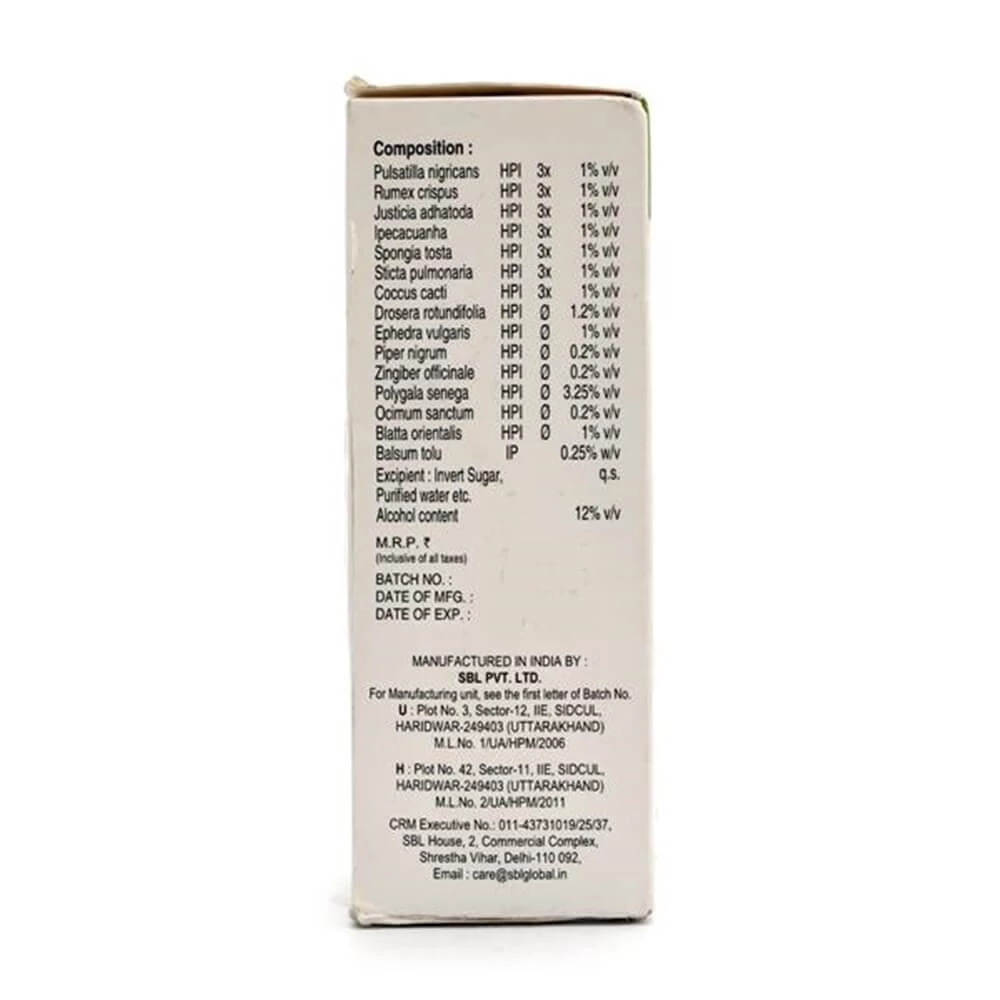 Composition :
Pulsatilla nigricans HPI 3x 1% v/v
Rumex crispus HPI 3x 1% v/v
Justicia adhatoda HPI 3x 1% v/v
Ipecacuanha HPI 3x 1% v/v
Spongia tosta HPI 3x 1% v/v
Sticta pulmonaria HPI 3x 1% v/v
Coccus cacti HPI 3x 1% v/v
Drosera rotundifolia HPI Ø 1.2% v/v
Ephedra vulgaris HPI Ø 1% v/v
Piper nigrum HPI Ø 0.2% v/v
Zingiber officinale HPI Ø 0.2% v/v
Polygala senega HPI Ø 3.25% v/v
Ocimum sanctum HPI Ø 0.2% v/v
Blatta orientalis HPI Ø 1% v/v
Balsum tolu IP 0.25% w/v
Excipient : Invert Sugar, q.s.
Purified water etc.
Alcohol content 12% v/v
M.R.P. ₹
(Inclusive of all taxes)
BATCH NO. :
DATE OF MFG. :
DATE OF EXP. :
MANUFACTURED IN INDIA BY :
SBL PVT. LTD.
For Manufacturing unit, see the first letter of Batch No.
U : Plot No. 3, Sector-12, IIE, SIDCUL,
HARIDWAR-249403 (UTTARAKHAND)
M.L.No. 1/UA/HPM/2006
H : Plot No. 42, Sector-11, IIE, SIDCUL,
HARIDWAR-249403 (UTTARAKHAND)
M.L.No. 2/UA/HPM/2011
CRM Executive No.: 011-43731019/25/37,
SBL House, 2, Commercial Complex,
Shrestha Vihar, Delhi-110 092,
Email : care@sblglobal.in